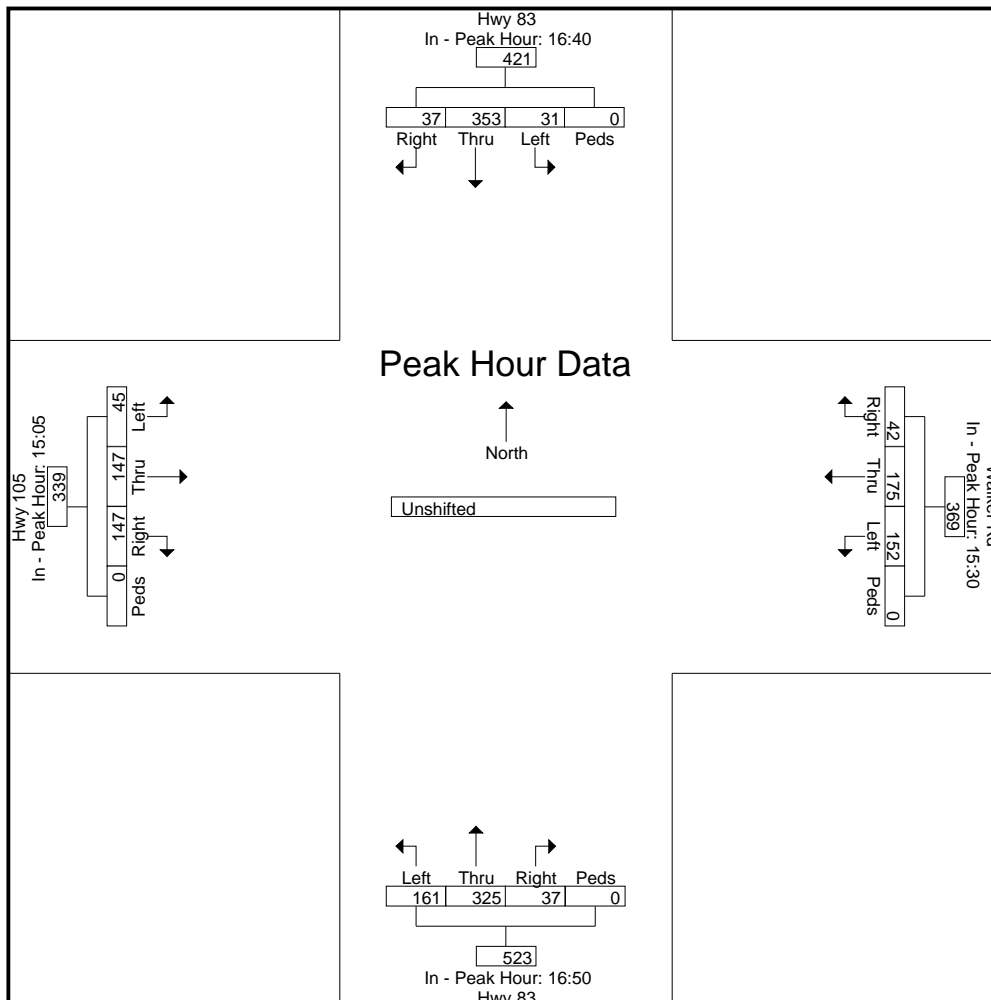 Hwy 83
In - Peak Hour: 16:40
421
37 353 31 0
Right Thru Left Peds
Peak Hour Data
North
Unshifted
Hwy 105
In - Peak Hour: 15:05
339
45 147 147 0
Left Thru Right Peds
In - Peak Hour: 15:30
369
42 175 152 0
Right Thru Left Peds
Left Thru Right Peds
161 325 37 0
523
In - Peak Hour: 16:50
Hwy 83